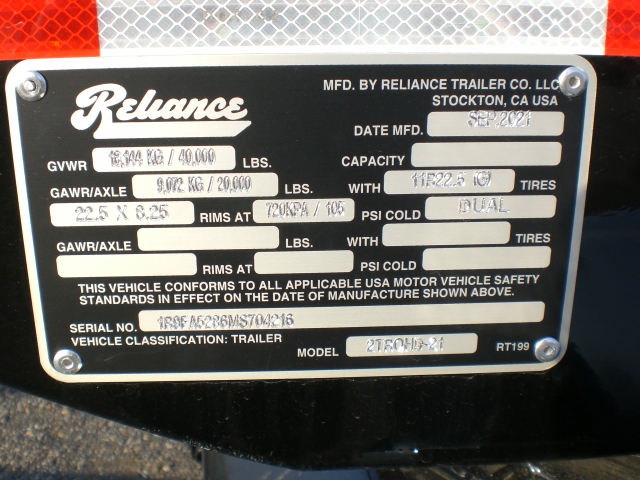 Reliance
MFD. BY RELIANCE TRAILER CO. LLC
STOCKTON, CA USA
DATE MFD. SEP/2021
GVWR 18,144 KG / 40,000 LBS. CAPACITY
GAWR/AXLE 9,072 KG / 20,000 LBS. WITH 11R22.5 (G) TIRES
22.5 X 8.25 RIMS AT 720KPA / 105 PSI COLD DUAL
GAWR/AXLE LBS. WITH TIRES
RIMS AT PSI COLD
THIS VEHICLE CONFORMS TO ALL APPLICABLE USA MOTOR VEHICLE SAFETY
STANDARDS IN EFFECT ON THE DATE OF MANUFACTURE SHOWN ABOVE.
SERIAL NO.
VEHICLE CLASSIFICATION: TRAILER
MODEL RT199